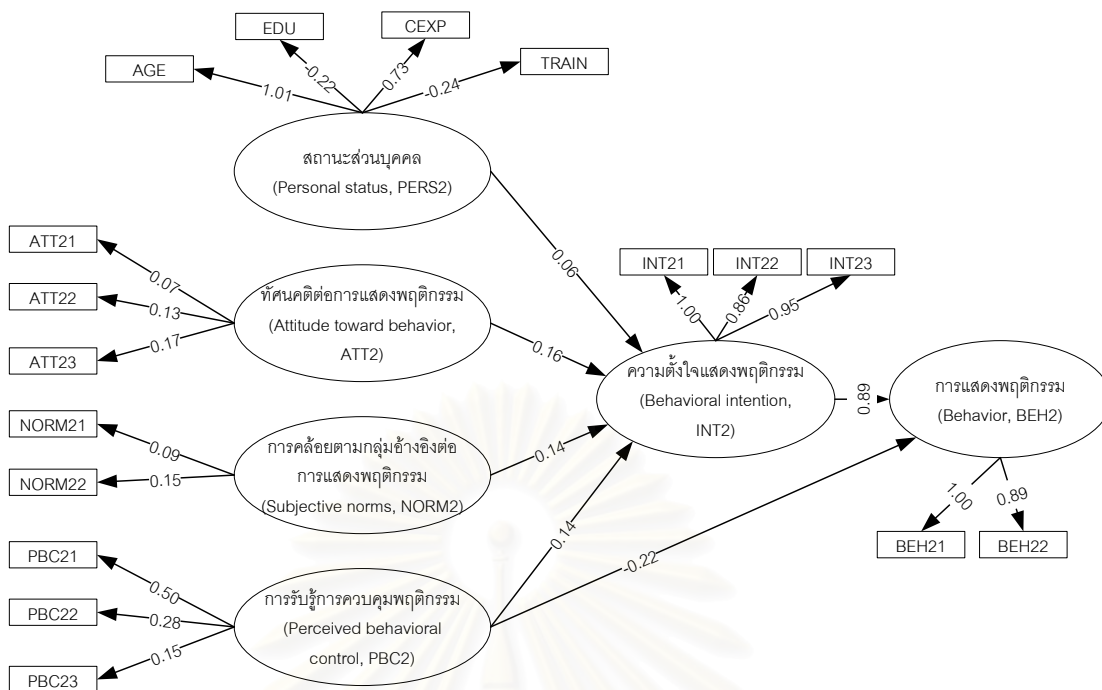 EDU
CEXP
AGE
TRAIN
1.01
-0.22
0.73
-0.24
สถานะส่วนบุคคล
(Personal status, PERS2)
0.06
ATT21
ATT22
ATT23
0.07
0.13
0.17
ทัศนคติต่อการแสดงพฤติกรรม
(Attitude toward behavior,
ATT2)
0.16
INT21
INT22
INT23
1.00
0.86
0.95
ความตั้งใจแสดงพฤติกรรม
(Behavioral intention,
INT2)
0.89
การแสดงพฤติกรรม
(Behavior, BEH2)
1.00
0.89
BEH21
BEH22
NORM21
NORM22
0.09
0.15
การคล้อยตามกลุ่มอ้างอิงต่อ
การแสดงพฤติกรรม
(Subjective norms, NORM2)
0.14
PBC21
PBC22
PBC23
0.50
0.28
0.15
การรับรู้การควบคุมพฤติกรรม
(Perceived behavioral
control, PBC2)
0.14
-0.22